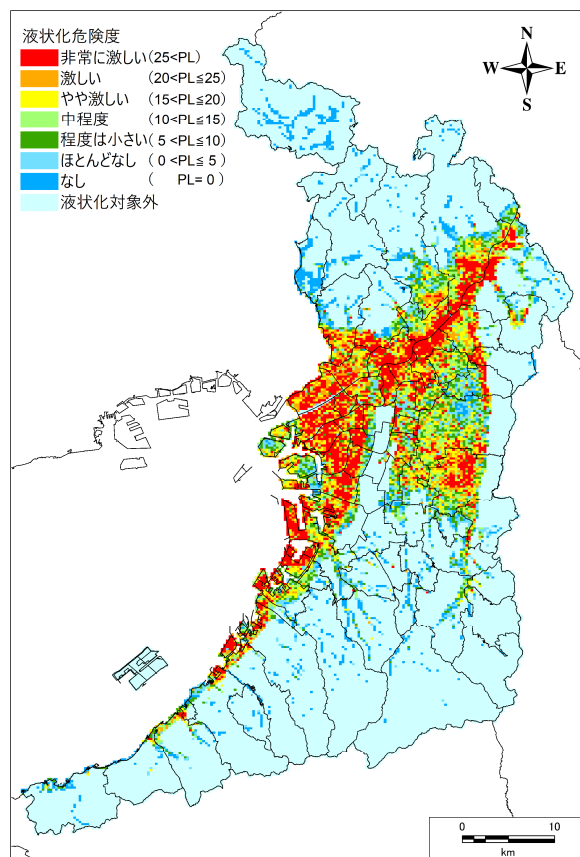 液状化危険度
非常に激しい(25<PL)
激しい (20<PL≦25)
やや激しい (15<PL≦20)
中程度 (10<PL≦15)
程度は小さい( 5 <PL≦10)
ほとんどなし ( 0 <PL≦ 5 )
なし ( PL= 0 )
液状化対象外
N
W E
S
0 10
km